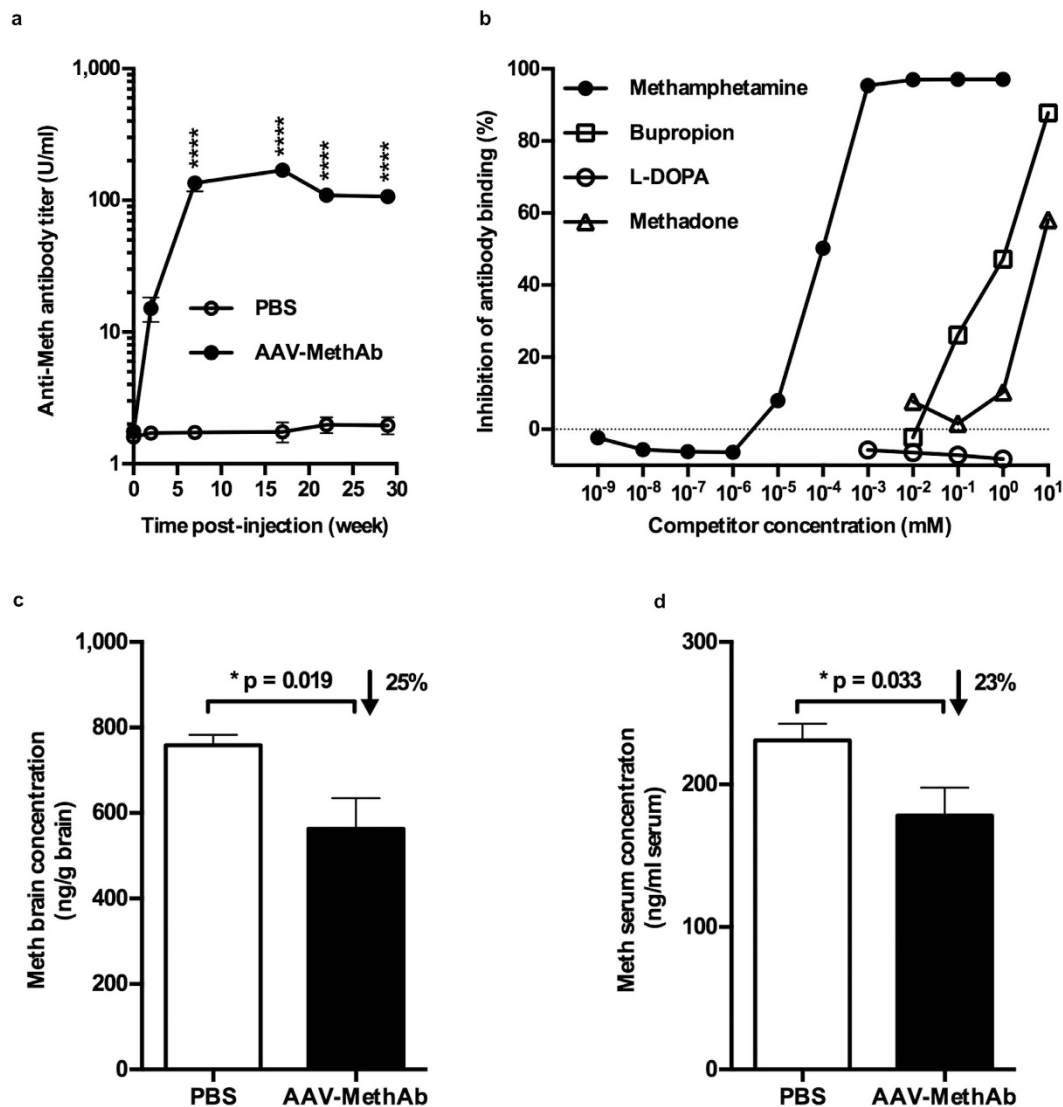 a
Anti-Meth antibody titer (U/ml)
1,000
100
10
1
****
****
****
****
PBS
AAV-MethAb
0 5 10 15 20 25 30
Time post-injection (week)
b
Inhibition of antibody binding (%)
100
80
60
40
20
0
Methamphetamine
Bupropion
L-DOPA
Methadone
10⁻⁹ 10⁻⁸ 10⁻⁷ 10⁻⁶ 10⁻⁵ 10⁻⁴ 10⁻³ 10⁻² 10⁻¹ 10⁰ 10¹
Competitor concentration (mM)
c
Meth brain concentration
(ng/g brain)
1,000
800
600
400
200
0
* p = 0.019
25%
PBS AAV-MethAb
d
Meth serum concentraton
(ng/ml serum)
300
200
100
0
* p = 0.033
23%
PBS AAV-MethAb